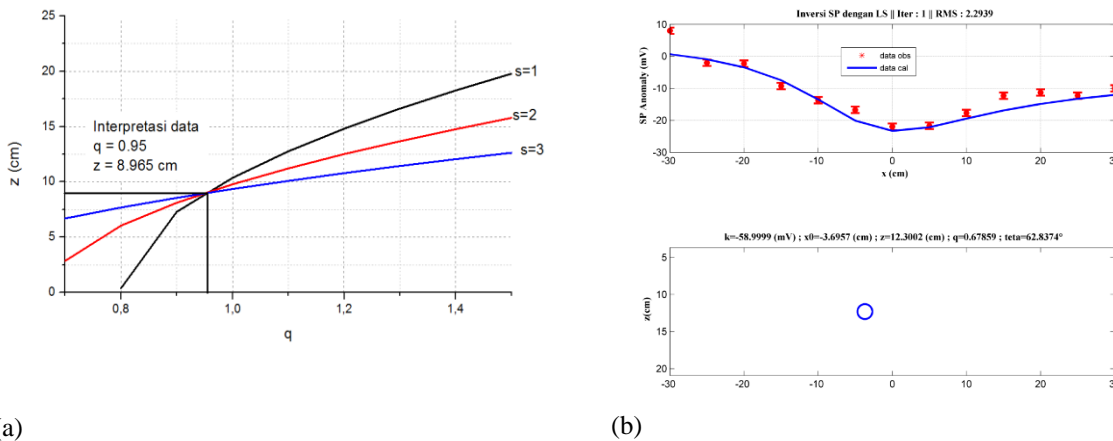 25
20
15
10
5
0
z (cm)
0,8
1,0
1,2
1,4
q
Interpretasi data
q = 0.95
z = 8.965 cm
s=1
s=2
s=3
Inversi SP dengan LS || Iter : 1 || RMS : 2.2939
10
0
-10
-20
-30
SP Anomaly (mV)
data obs
data cal
-30
-20
-10
0
10
20
x (cm)
k=-58.9999 (mV) ; x0=-3.6957 (cm) ; z=12.3002 (cm) ; q=0.67859 ; teta=62.8374°
5
10
15
20
z(cm)
-30
-20
-10
0
10
20
(b)